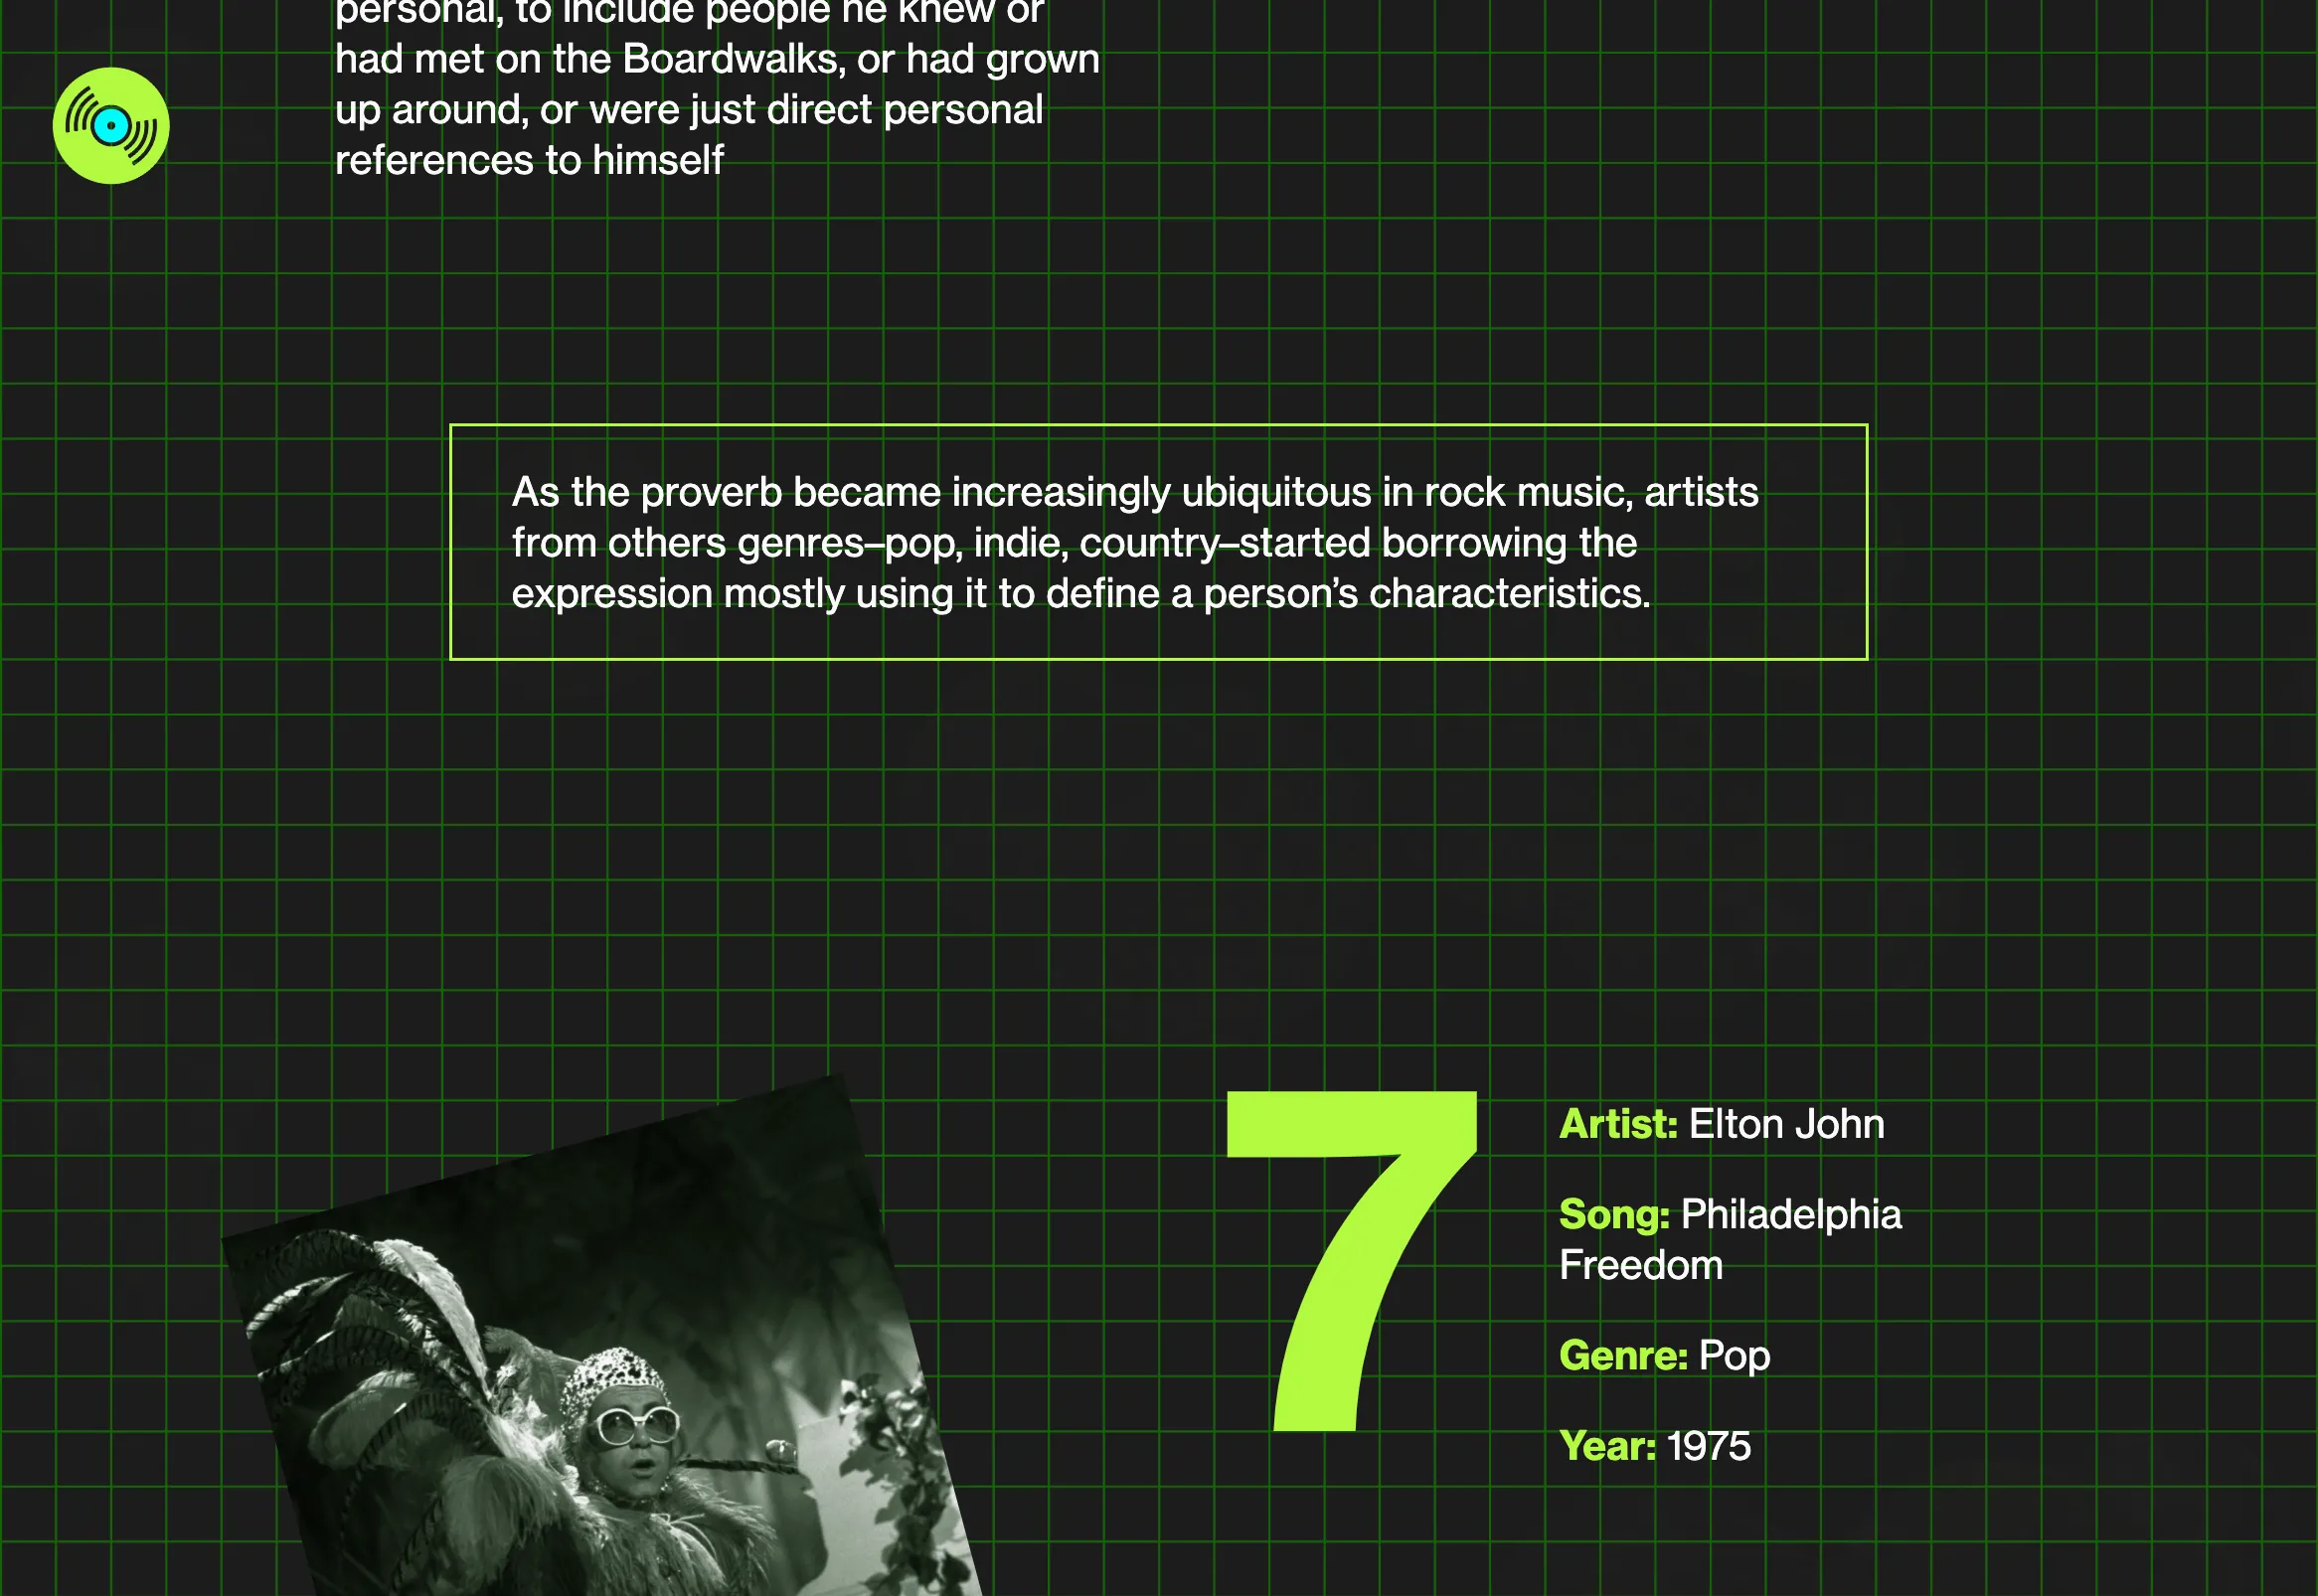 personal, to include people he knew or
had met on the Boardwalks, or had grown
up around, or were just direct personal
references to himself
As the proverb became increasingly ubiquitous in rock music, artists
from others genres–pop, indie, country–started borrowing the
expression mostly using it to define a person’s characteristics.
7
Artist: Elton John
Song: Philadelphia
Freedom
Genre: Pop
Year: 1975